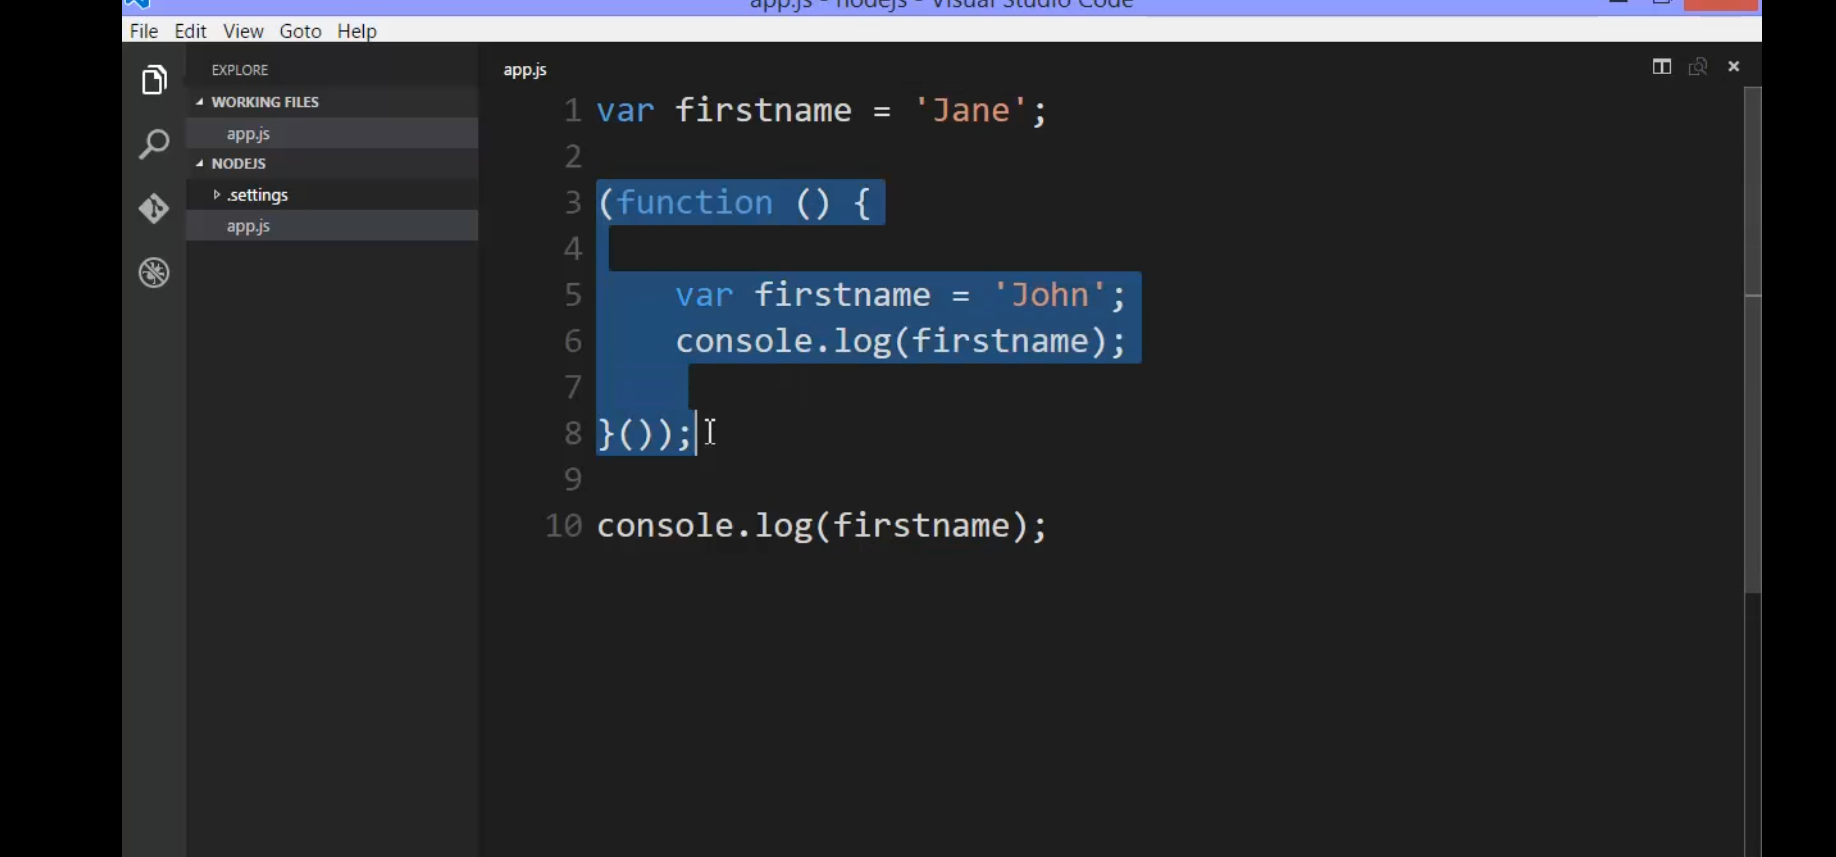 app.js - nodejs - Visual Studio Code
File Edit View Goto Help
EXPLORE
WORKING FILES
app.js
NODEJS
.settings
app.js
app.js
1 var firstname = 'Jane';
2
3 (function () {
4
5 var firstname = 'John';
6 console.log(firstname);
7
8 }());
9
10 console.log(firstname);